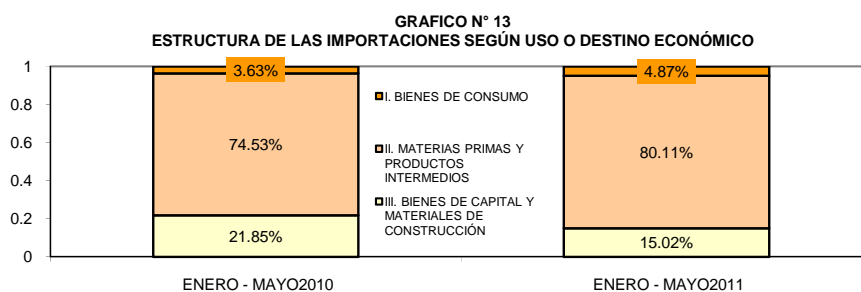 GRAFICO N° 13
ESTRUCTURA DE LAS IMPORTACIONES SEGÚN USO O DESTINO ECONÓMICO
1
0.8
0.6
0.4
0.2
0
3.63%
74.53%
21.85%
I. BIENES DE CONSUMO
II. MATERIAS PRIMAS Y
PRODUCTOS
INTERMEDIOS
III. BIENES DE CAPITAL Y
MATERIALES DE
CONSTRUCCIÓN
4.87%
80.11%
15.02%
ENERO - MAYO2010
ENERO - MAYO2011